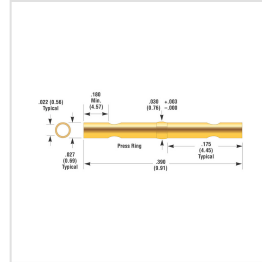 .180
Min.
(4.57)
.030 +.003
(0.76) -.000
.022 (0.56)
Typical
.027
(0.69)
Typical
Press Ring
.175
(4.45)
Typical
.390
(9.91)